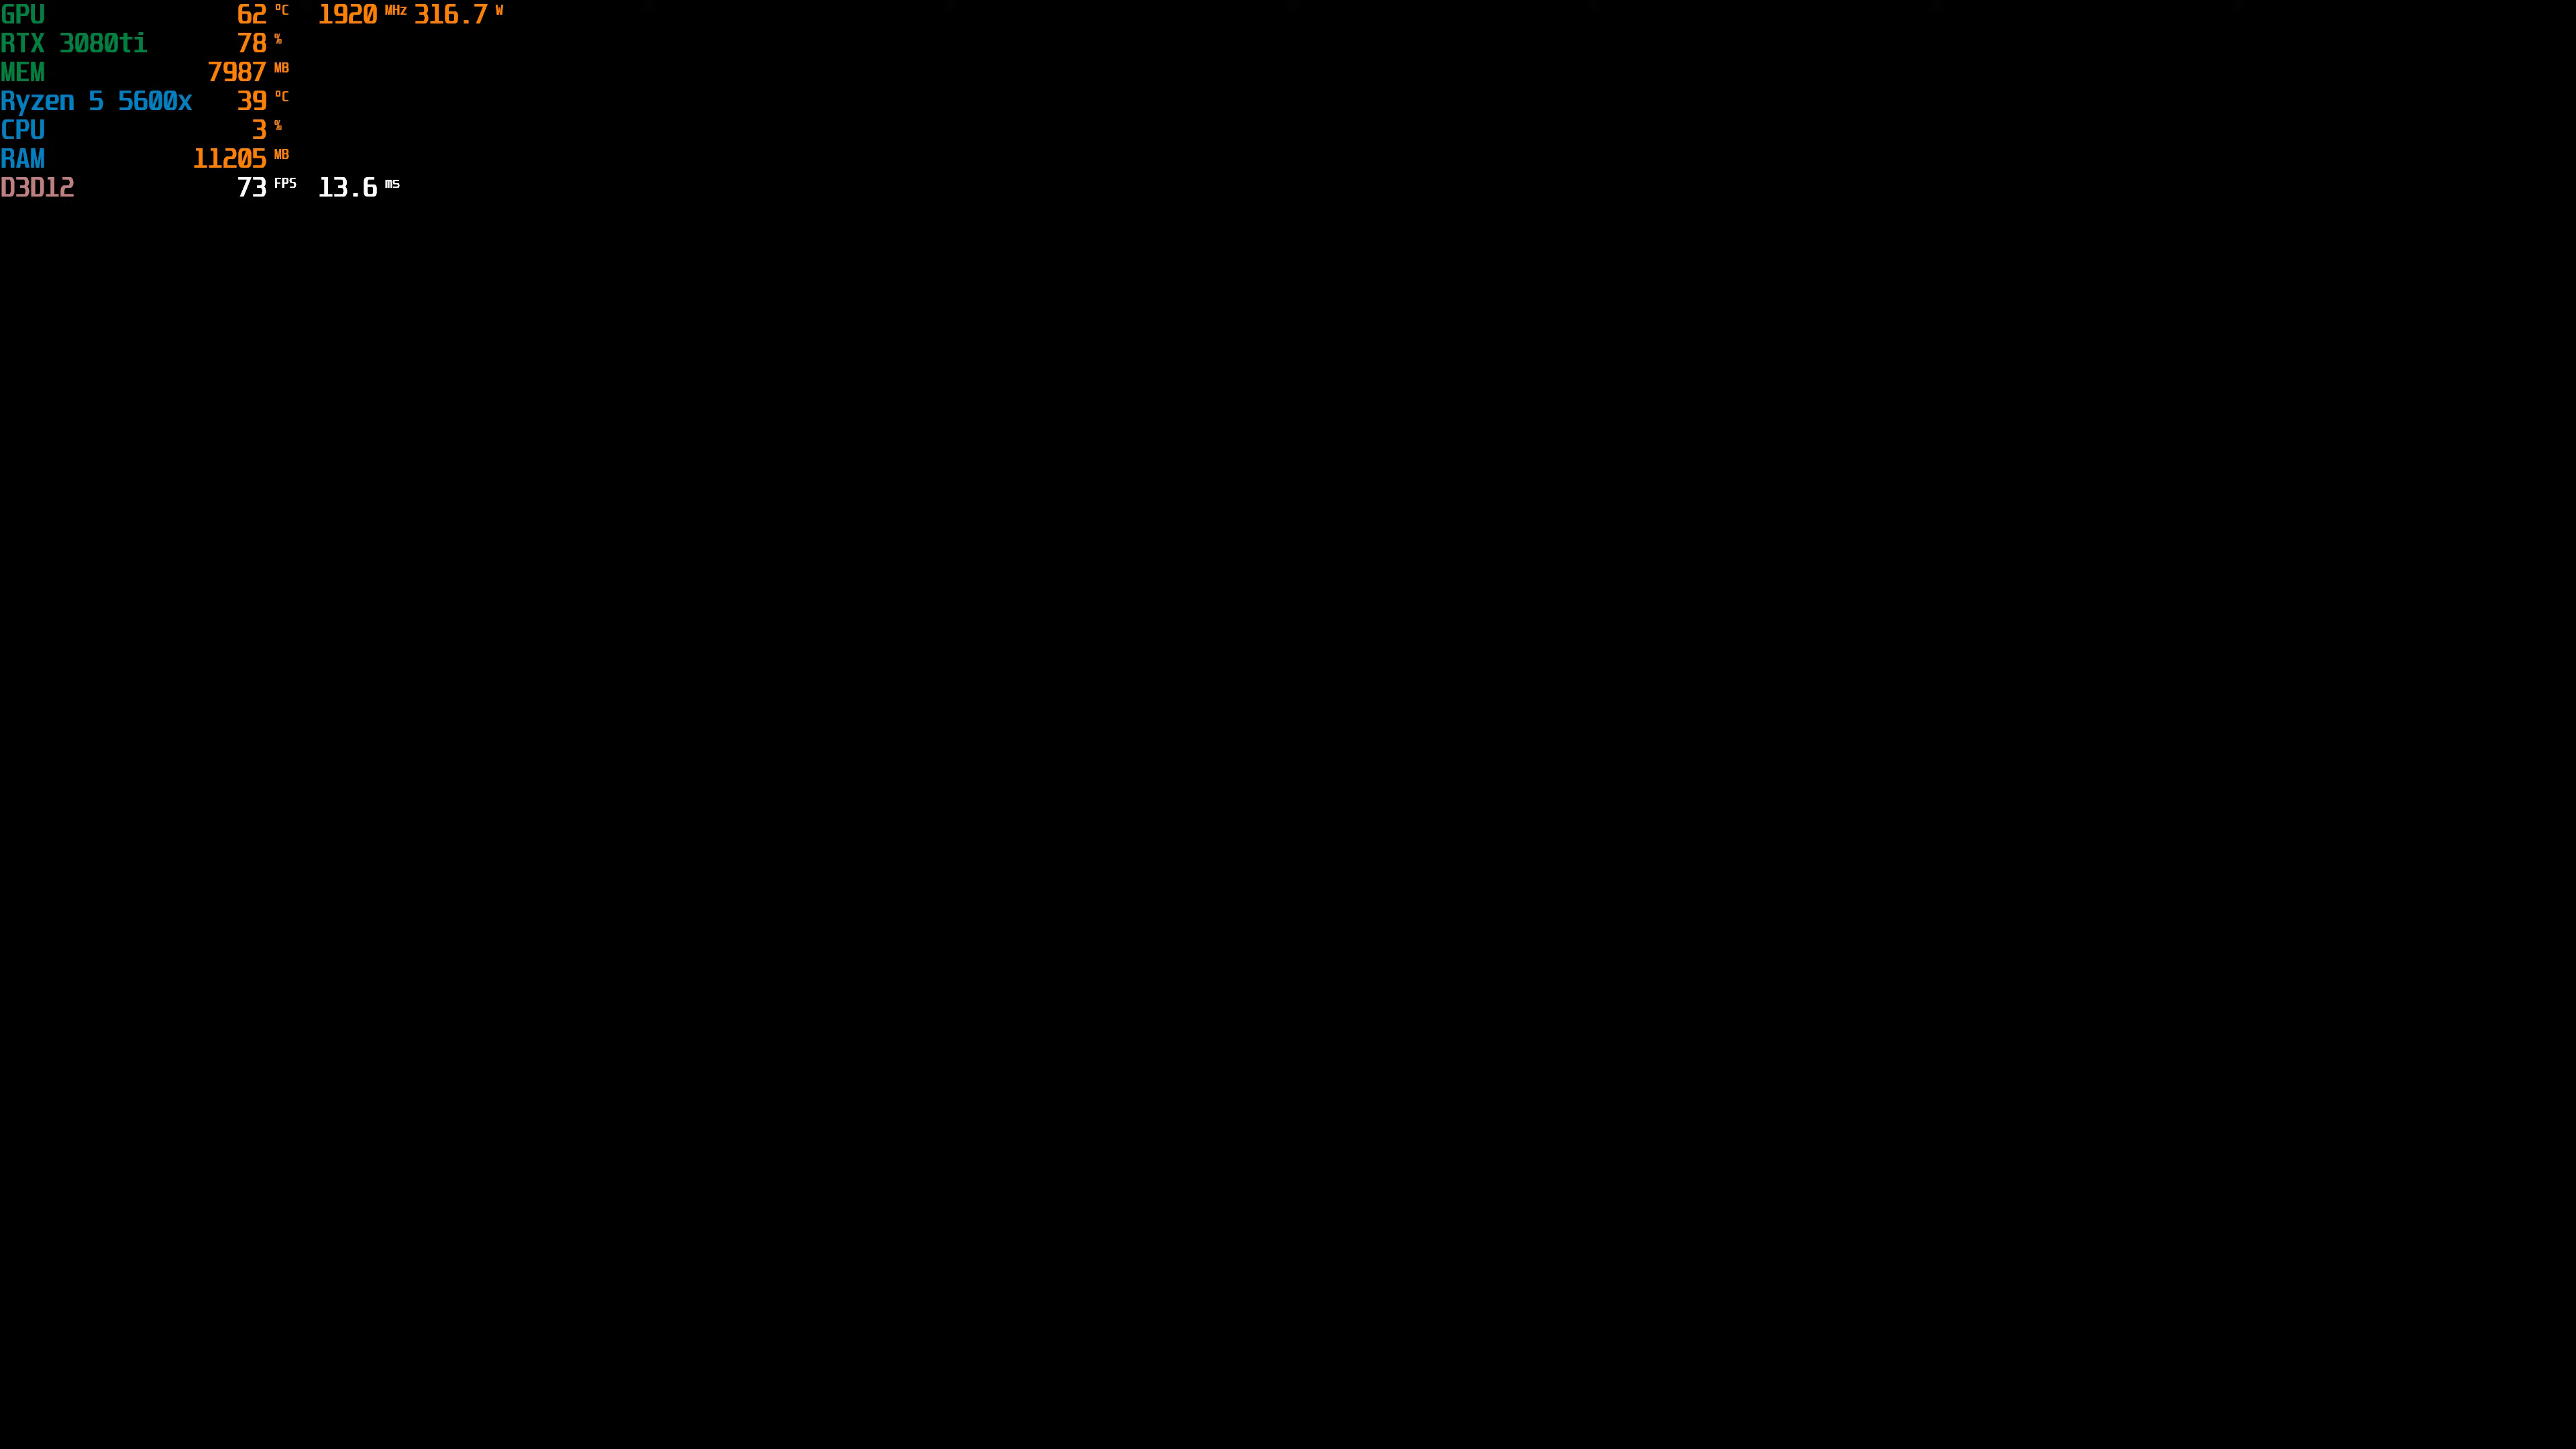 GPU 62 °C 1920 MHz 316.7 W
RTX 3080ti 78 %
MEM 7987 MB
Ryzen 5 5600x 39 °C
CPU 3 %
RAM 11205 MB
D3D12 73 FPS 13.6 ms